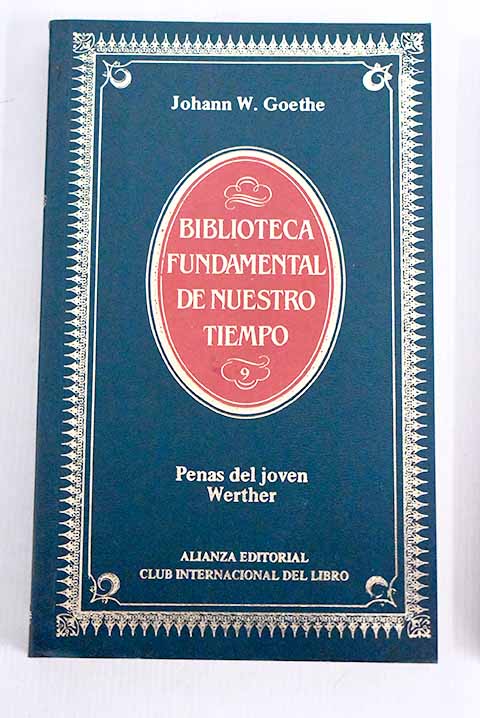 Johann W. Goethe
BIBLIOTECA
FUNDAMENTAL
DE NUESTRO
TIEMPO
9
Penas del joven
Werther
ALIANZA EDITORIAL
CLUB INTERNACIONAL DEL LIBRO